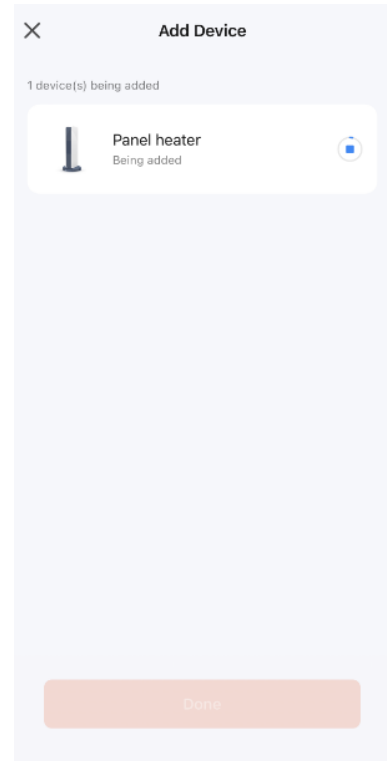 Add Device
1 device(s) being added
Panel heater
Being added
Done